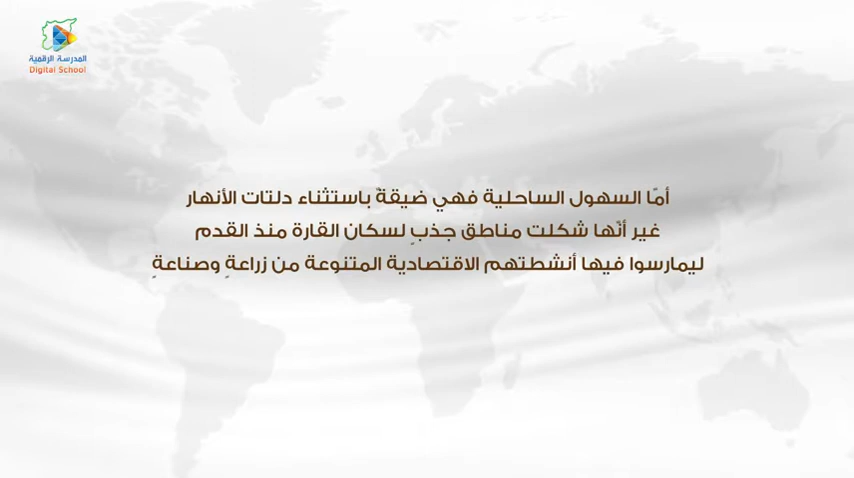 المدرسة الرقمية
Digital School
أمّا السهول الساحلية فهي ضيقةٌ باستثناء دلتات الأنهار
غير أنّها شكلت مناطق جذبٍ لسكان القارة منذ القدم
ليمارسوا فيها أنشطتهم الاقتصادية المتنوعة من زراعةٍ وصناعةٍ